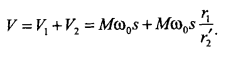 V = V₁ + V₂ = Mω₀s + Mω₀s r₁/r₂′.